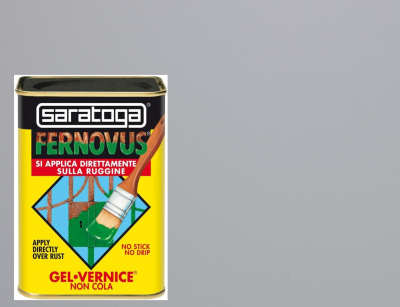 saratoga®
FERNOVUS®
SI APPLICA DIRETTAMENTE
SULLA RUGGINE
APPLY
DIRECTLY
OVER RUST
NO STICK
NO DRIP
GEL•VERNICE®
NON COLA